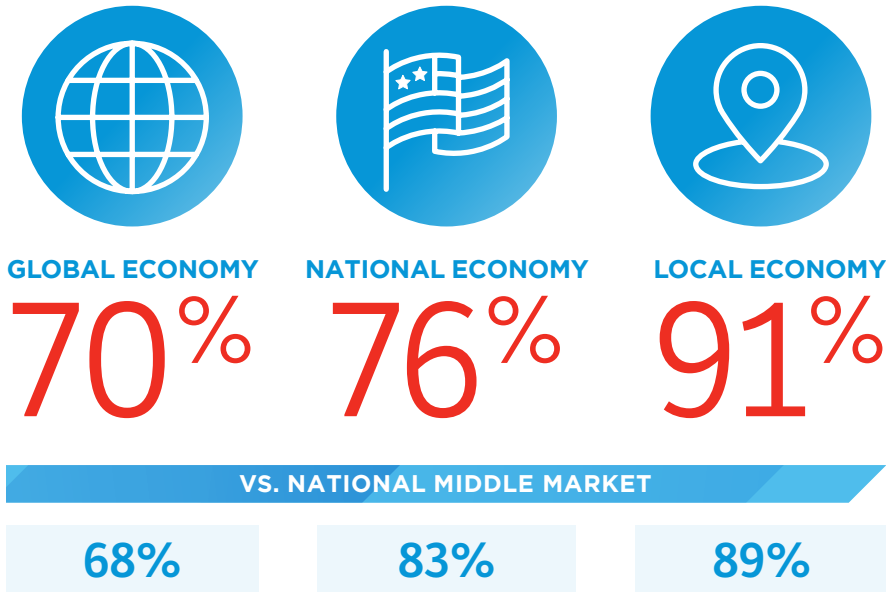 GLOBAL ECONOMY NATIONAL ECONOMY LOCAL ECONOMY
70% 76% 91%
VS. NATIONAL MIDDLE MARKET
68% 83% 89%